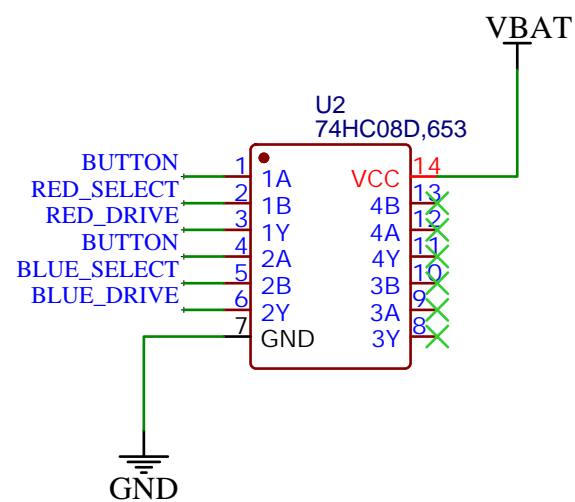 VBAT
U2
74HC08D,653
BUTTON 1 1A VCC 14
RED_SELECT 2 1B 4B 13
RED_DRIVE 3 1Y 4A 12
BUTTON 4 2A 4Y 11
BLUE_SELECT 5 2B 3B 10
BLUE_DRIVE 6 2Y 3A 9
7 GND 3Y 8
GND